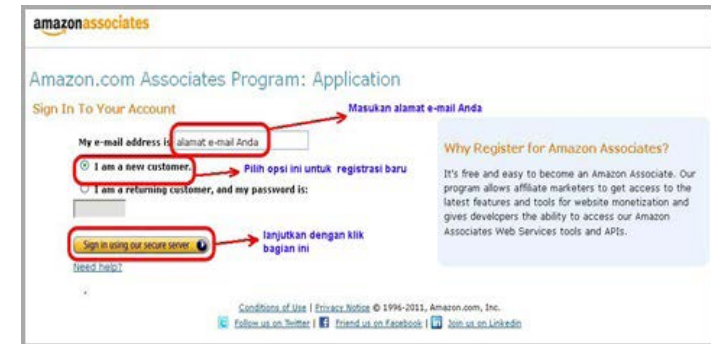 amazonassociates
Amazon.com Associates Program: Application
Sign In To Your Account
Masukan alamat e-mail Anda
My e-mail address is alamat e-mail Anda
I am a new customer.
Pilih opsi ini untuk registrasi baru
I am a returning customer, and my password is:
Sign in using our secure server
lanjutkan dengan klik
bagian ini
Need help?
Why Register for Amazon Associates?
It's free and easy to become an Amazon Associate. Our
program allows affiliate marketers to get access to the
latest features and tools for website monetization and
gives developers the ability to access our Amazon
Associates Web Services tools and APIs.
Conditions of Use | Privacy Notice © 1996-2011, Amazon.com, Inc.
Follow us on Twitter | Friend us on Facebook | Join us on Linkedin